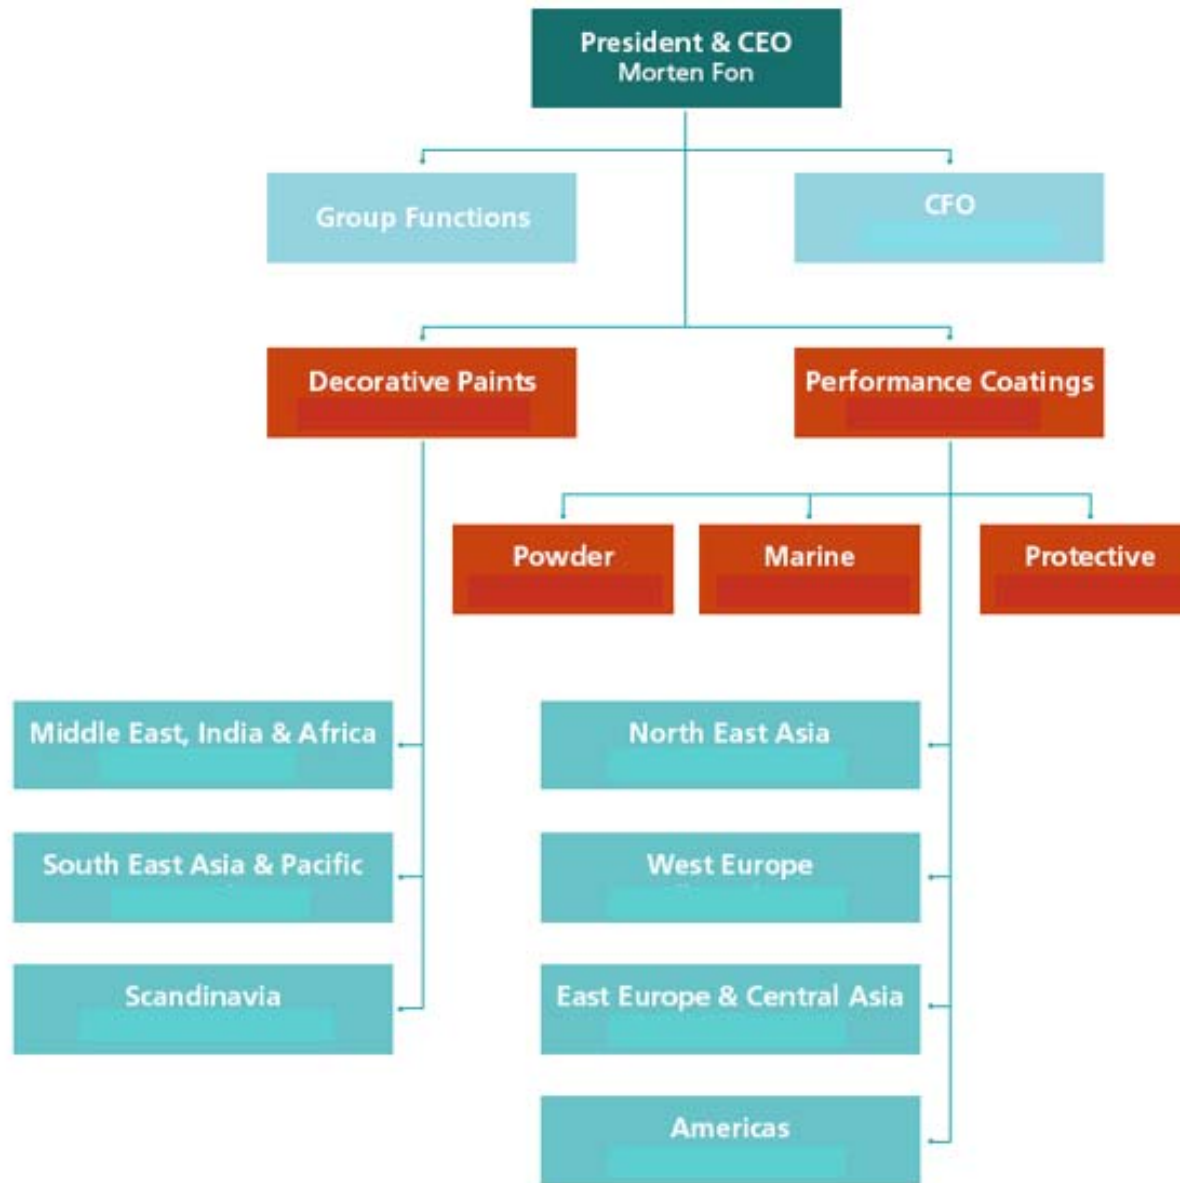 President & CEO
Morten Fon
Group Functions
CFO
Decorative Paints
Performance Coatings
Powder
Marine
Protective
Middle East, India & Africa
North East Asia
South East Asia & Pacific
West Europe
Scandinavia
East Europe & Central Asia
Americas